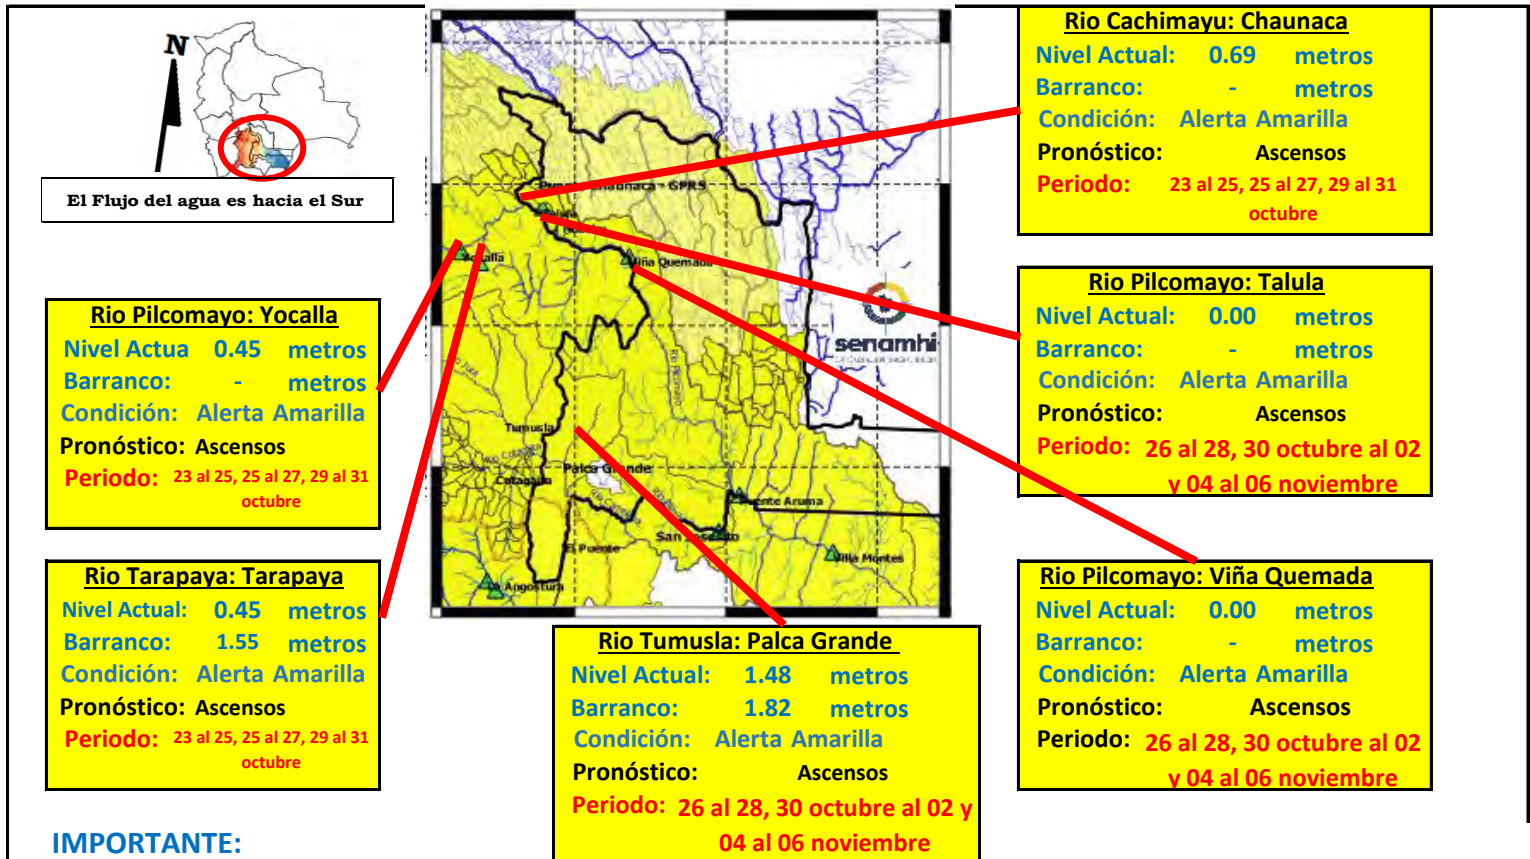 N
El Flujo del agua es hacia el Sur
Rio Pilcomayo: Yocalla
Nivel Actua 0.45 metros
Barranco: - metros
Condición: Alerta Amarilla
Pronóstico: Ascensos
Periodo: 23 al 25, 25 al 27, 29 al 31
octubre
Rio Tarapaya: Tarapaya
Nivel Actual: 0.45 metros
Barranco: 1.55 metros
Condición: Alerta Amarilla
Pronóstico: Ascensos
Periodo: 23 al 25, 25 al 27, 29 al 31
octubre
IMPORTANTE:
Chaunaca - GPRS
Viña Quemada
senamhi
Tumusla
Palca Grande
Cotagaita
Puente Aruma
San Josecito
El Puente
Villa Montes
Angostura
Rio Tumusla: Palca Grande
Nivel Actual: 1.48 metros
Barranco: 1.82 metros
Condición: Alerta Amarilla
Pronóstico: Ascensos
Periodo: 26 al 28, 30 octubre al 02 y
04 al 06 noviembre
Rio Cachimayu: Chaunaca
Nivel Actual: 0.69 metros
Barranco: - metros
Condición: Alerta Amarilla
Pronóstico: Ascensos
Periodo: 23 al 25, 25 al 27, 29 al 31
octubre
Rio Pilcomayo: Talula
Nivel Actual: 0.00 metros
Barranco: - metros
Condición: Alerta Amarilla
Pronóstico: Ascensos
Periodo: 26 al 28, 30 octubre al 02
y 04 al 06 noviembre
Rio Pilcomayo: Viña Quemada
Nivel Actual: 0.00 metros
Barranco: - metros
Condición: Alerta Amarilla
Pronóstico: Ascensos
Periodo: 26 al 28, 30 octubre al 02
y 04 al 06 noviembre